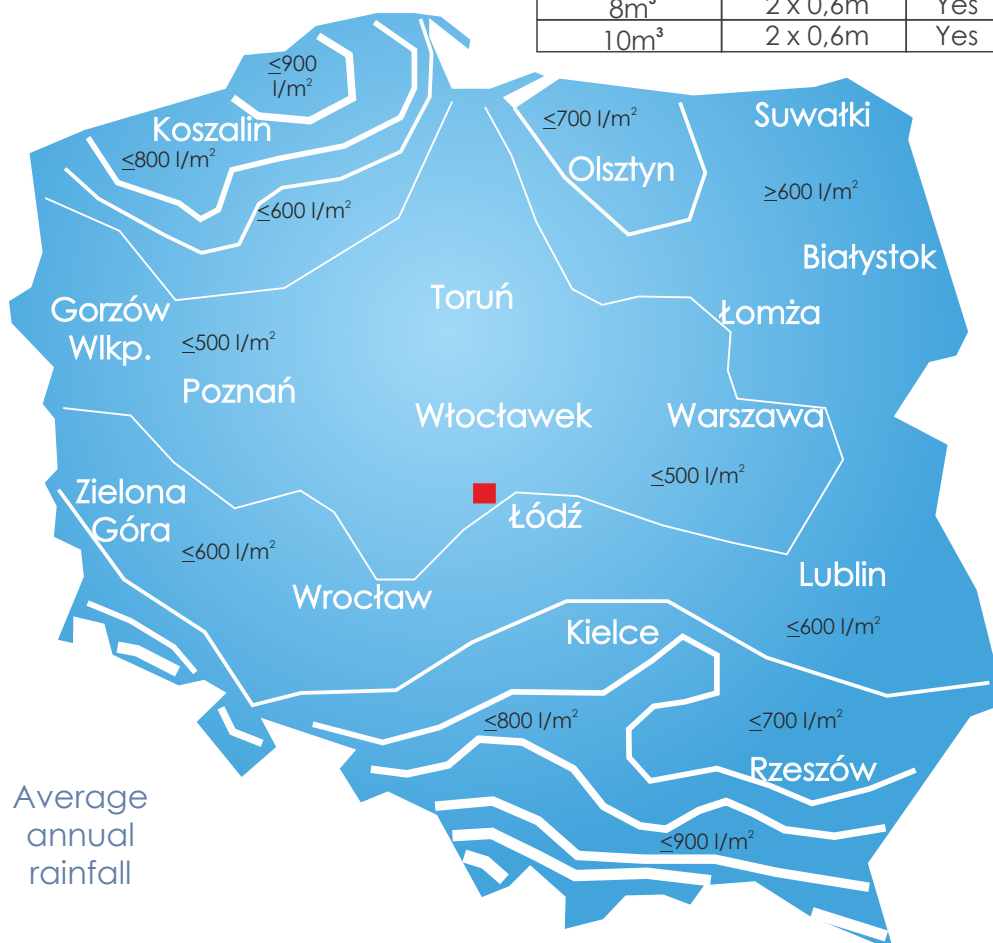 8m³ 2 x 0,6m Yes
10m³ 2 x 0,6m Yes
≤900
l/m²
Koszalin
≤800 l/m²
≤600 l/m²
≤700 l/m²
Olsztyn
Suwałki
≥600 l/m²
Białystok
Łomża
Toruń
Gorzów
Wlkp.
≤500 l/m²
Poznań
Włocławek
Warszawa
≤500 l/m²
Zielona
Góra
≤600 l/m²
Łódź
Wrocław
Lublin
≤600 l/m²
Kielce
≤800 l/m²
≤700 l/m²
Rzeszów
≤900 l/m²
Average
annual
rainfall